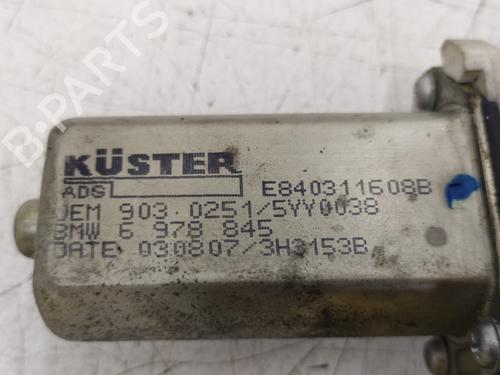 KÜSTER
ADS E840311608B
OEM 903.0251/5YY0038
BMW 6 978 845
DATE 030807/3H3153B
B-PARTS